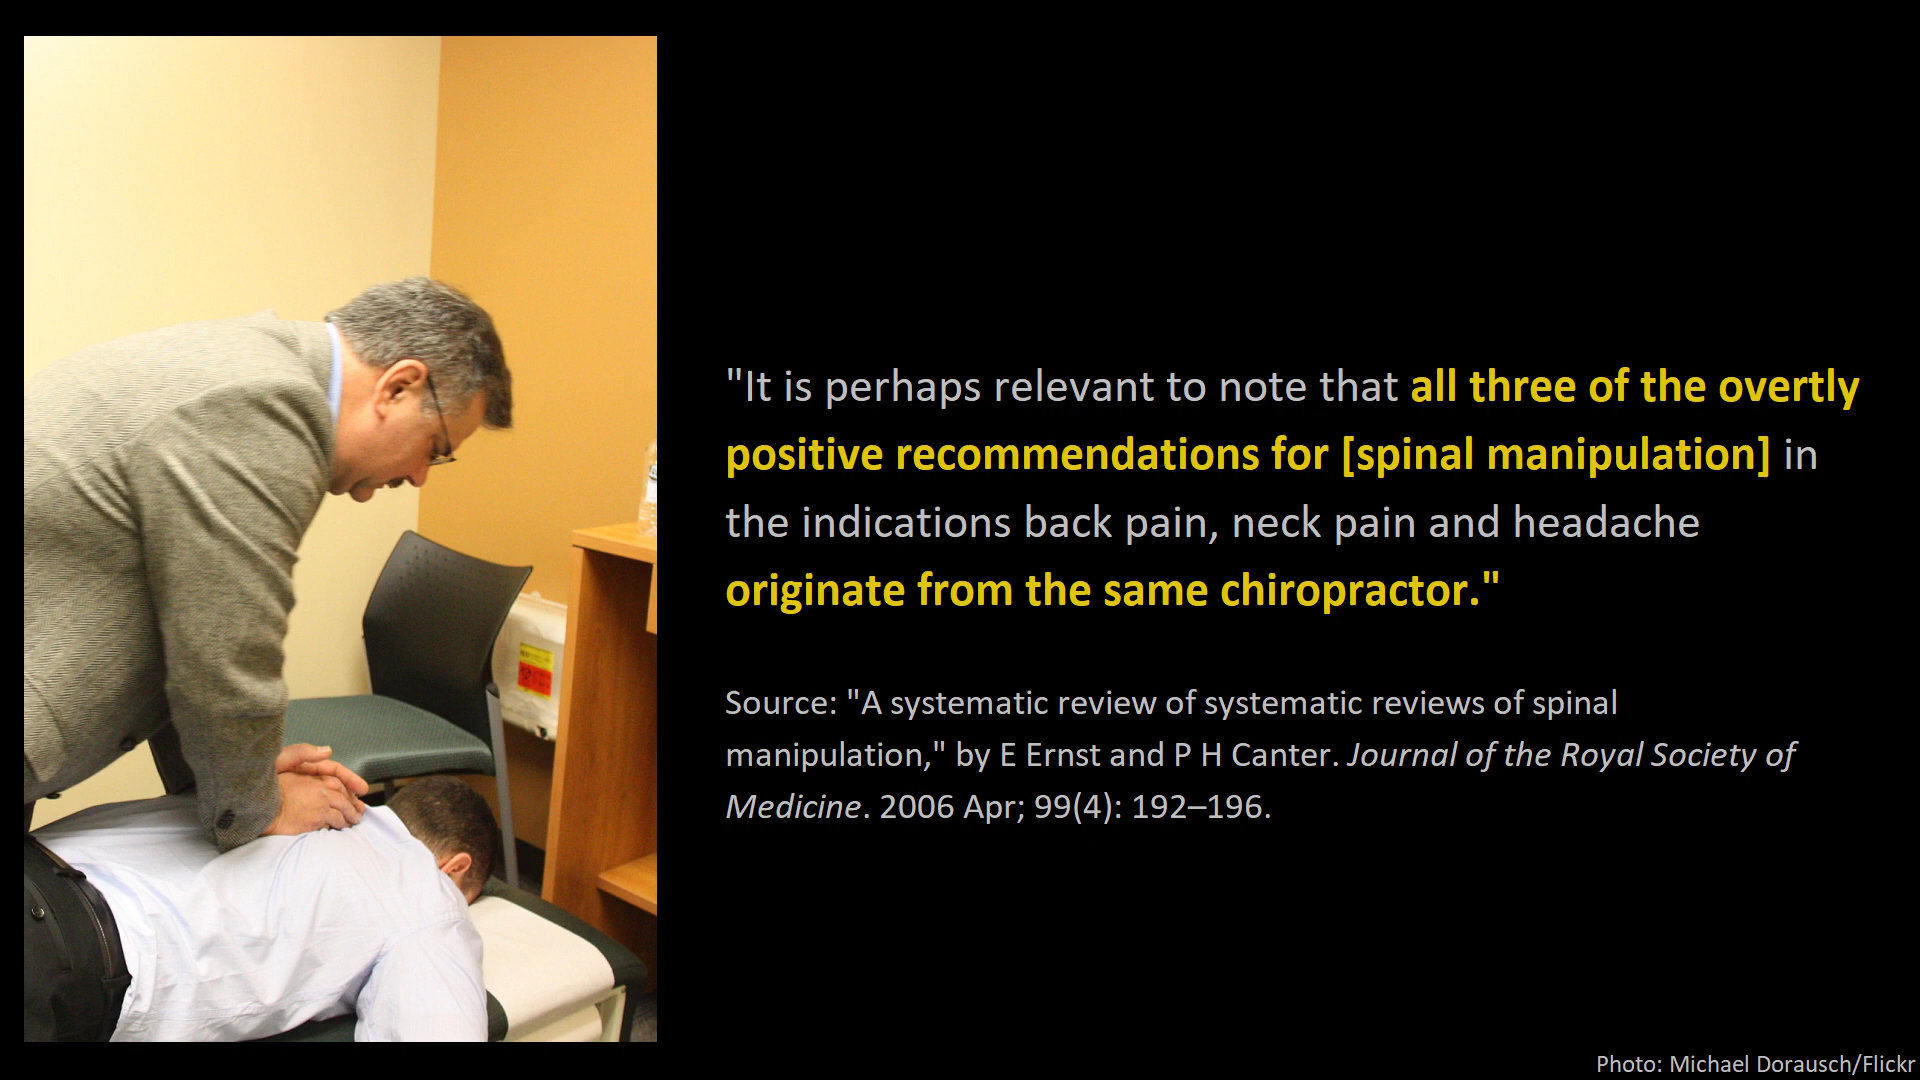 "It is perhaps relevant to note that all three of the overtly
positive recommendations for [spinal manipulation] in
the indications back pain, neck pain and headache
originate from the same chiropractor."
Source: "A systematic review of systematic reviews of spinal
manipulation," by E Ernst and P H Canter. Journal of the Royal Society of
Medicine. 2006 Apr; 99(4): 192–196.
Photo: Michael Dorausch/Flickr